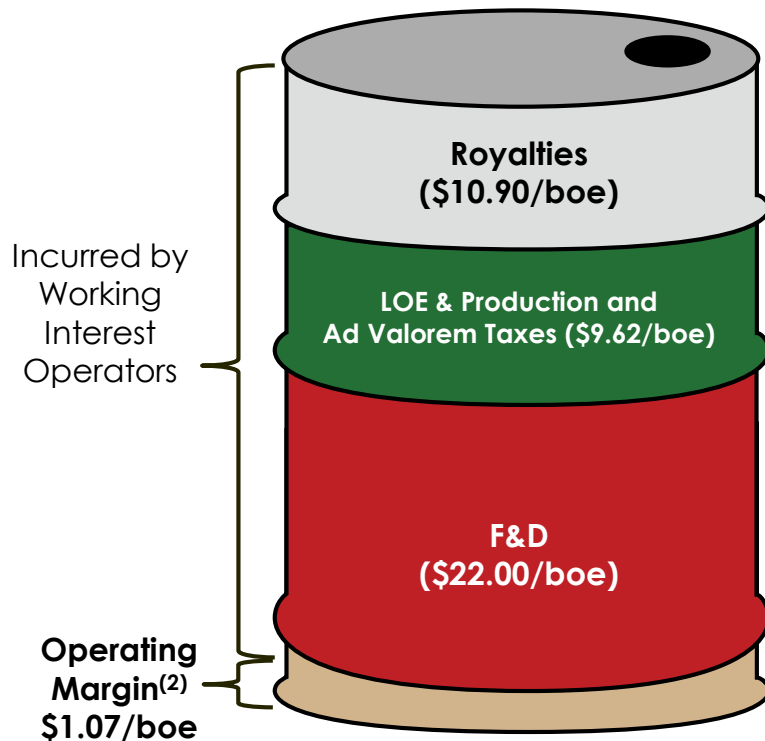 Royalties
($10.90/boe)
Incurred by
Working
Interest
Operators
LOE & Production and
Ad Valorem Taxes ($9.62/boe)
F&D
($22.00/boe)
Operating
Margin(2)
$1.07/boe